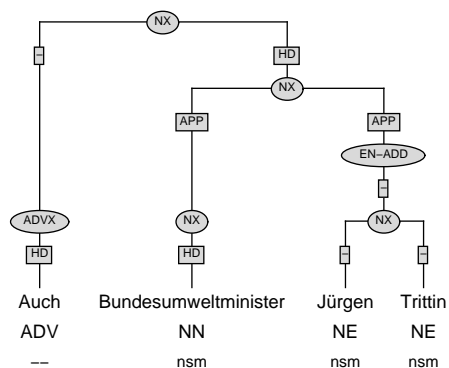 NX
– HD
NX
APP APP
EN–ADD
–
ADVX NX NX
HD HD – –
Auch Bundesumweltminister Jürgen Trittin
ADV NN NE NE
–– nsm nsm nsm